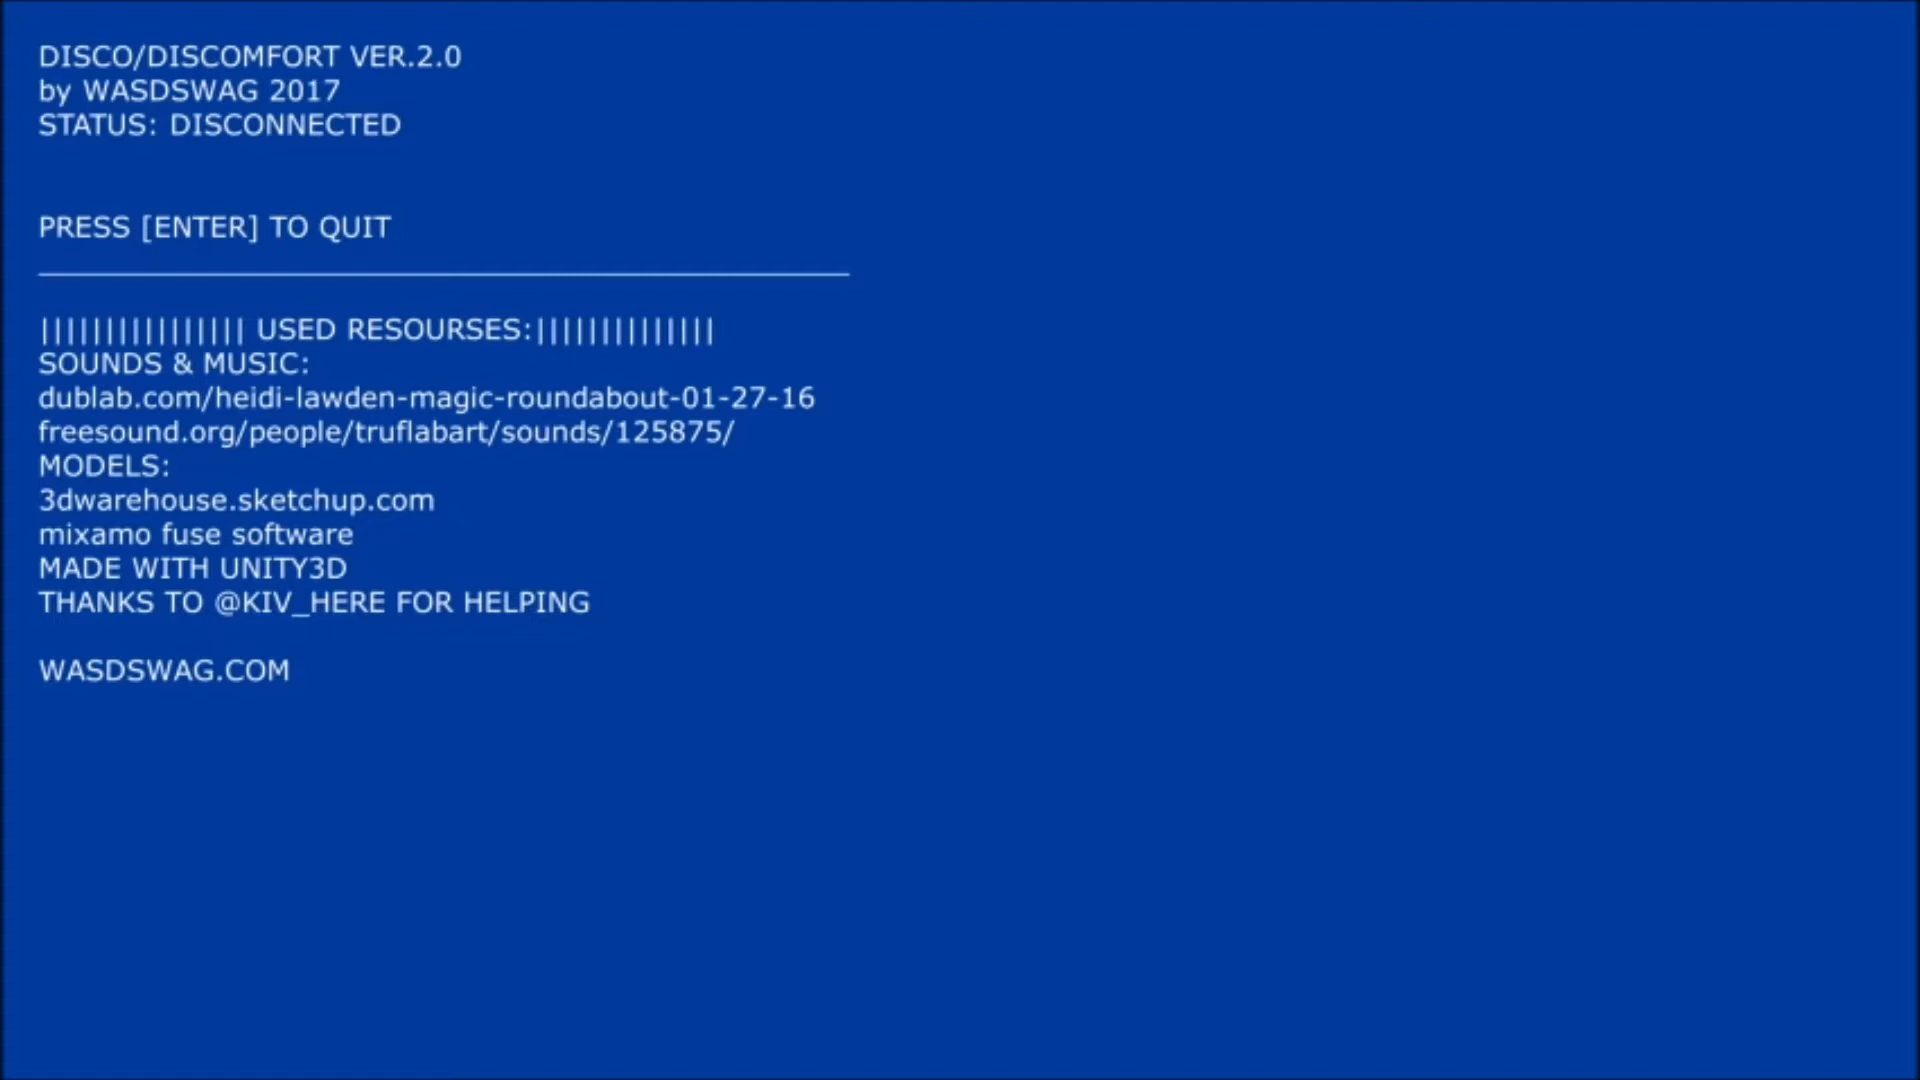 DISCO/DISCOMFORT VER.2.0
by WASDSWAG 2017
STATUS: DISCONNECTED
PRESS [ENTER] TO QUIT
|||||||||||||||| USED RESOURSES:||||||||||||||
SOUNDS & MUSIC:
dublab.com/heidi-lawden-magic-roundabout-01-27-16
freesound.org/people/truflabart/sounds/125875/
MODELS:
3dwarehouse.sketchup.com
mixamo fuse software
MADE WITH UNITY3D
THANKS TO @KIV_HERE FOR HELPING
WASDSWAG.COM